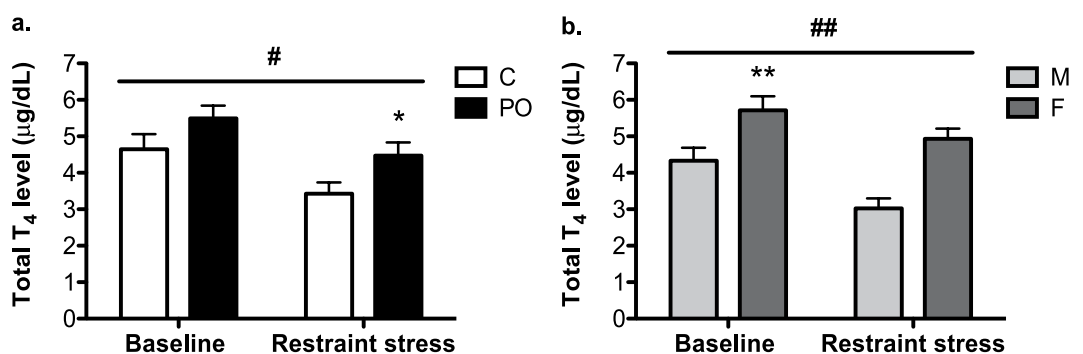 a.
#
Total T4 level (μg/dL)
7
6
5
4
3
2
1
0
*
Baseline
Restraint stress
C
PO
b.
##
Total T4 level (μg/dL)
7
6
5
4
3
2
1
0
**
Baseline
Restraint stress
M
F